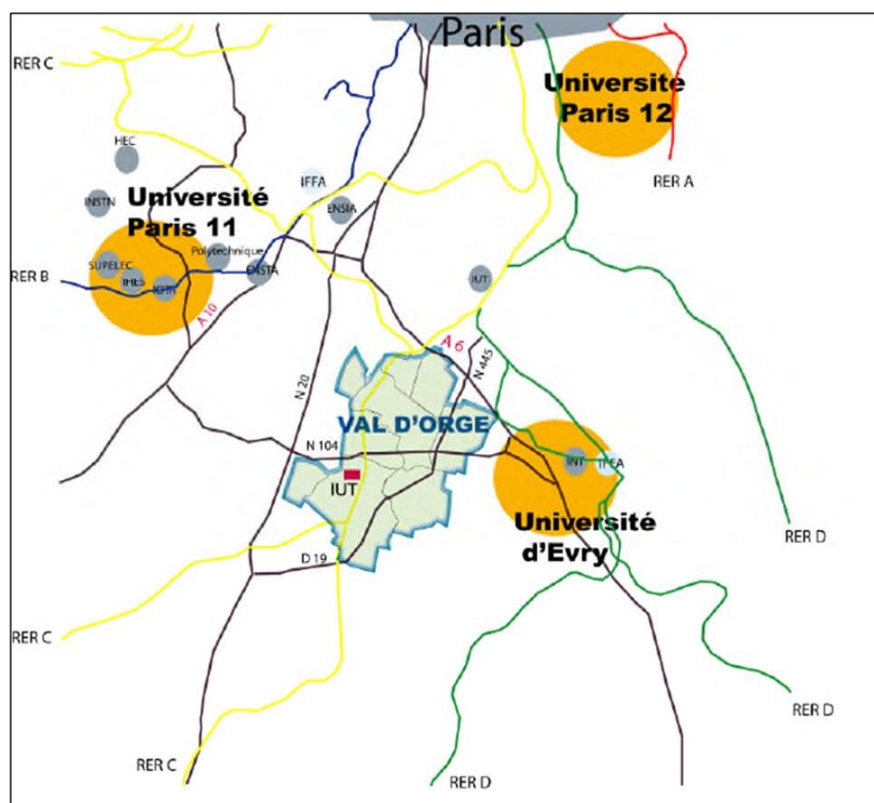 Paris
RER C
Université
Paris 12
HEC
IFFA
RER A
INSTN
Université
Paris 11
ENSIA
Polytechnique
SUPELEC
ENSTA
IUT
RER B
IHES
A 10
A 6
N 445
N 20
VAL D'ORGE
N 104
INT
IUT
Université
d'Evry
RER D
D 19
RER C
RER D
RER C
RER D